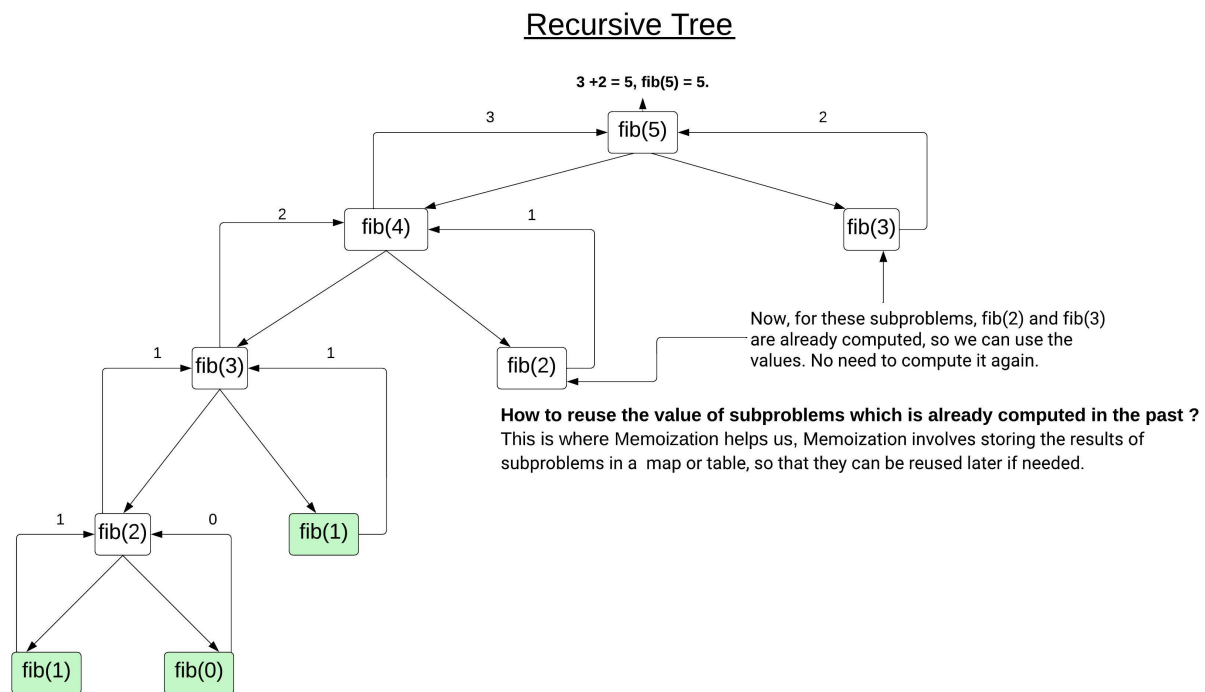 Recursive Tree
3 +2 = 5, fib(5) = 5.
3
fib(5)
2
2
fib(4)
1
fib(3)
Now, for these subproblems, fib(2) and fib(3)
are already computed, so we can use the
values. No need to compute it again.
1
fib(3)
1
fib(2)
How to reuse the value of subproblems which is already computed in the past ?
This is where Memoization helps us, Memoization involves storing the results of
subproblems in a map or table, so that they can be reused later if needed.
1
fib(2)
0
fib(1)
fib(1)
fib(0)